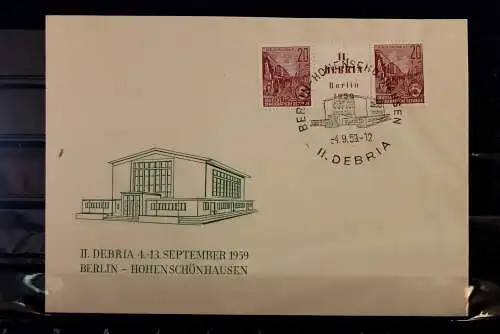 20
II.
DEBRIA
Berlin
1959
20
BERLIN-HOHENSCHÖNHAUSEN
-4.9.59-12
II. DEBRIA
II. DEBRIA 4.-13. SEPTEMBER 1959
BERLIN - HOHENSCHÖNHAUSEN